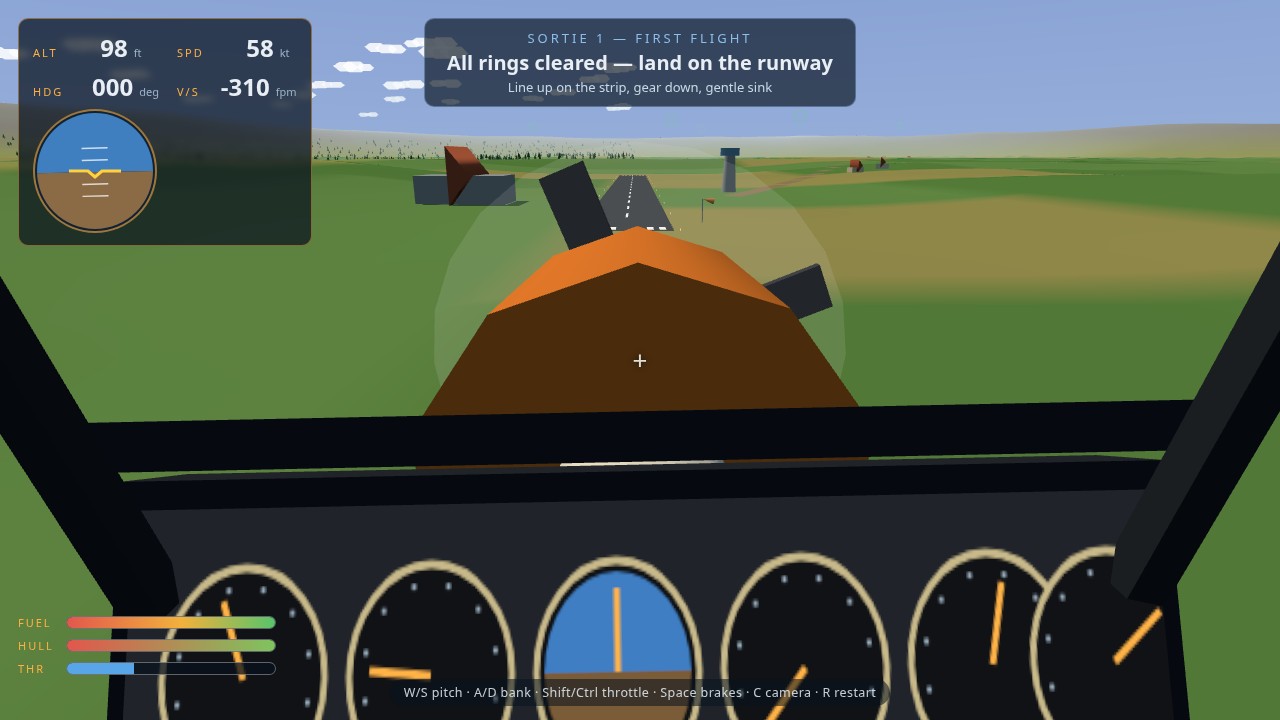 ALT 98 ft SPD 58 kt
HDG 000 deg V/S -310 fpm
SORTIE 1 — FIRST FLIGHT
All rings cleared — land on the runway
Line up on the strip, gear down, gentle sink
FUEL
HULL
THR
W/S pitch · A/D bank · Shift/Ctrl throttle · Space brakes · C camera · R restart